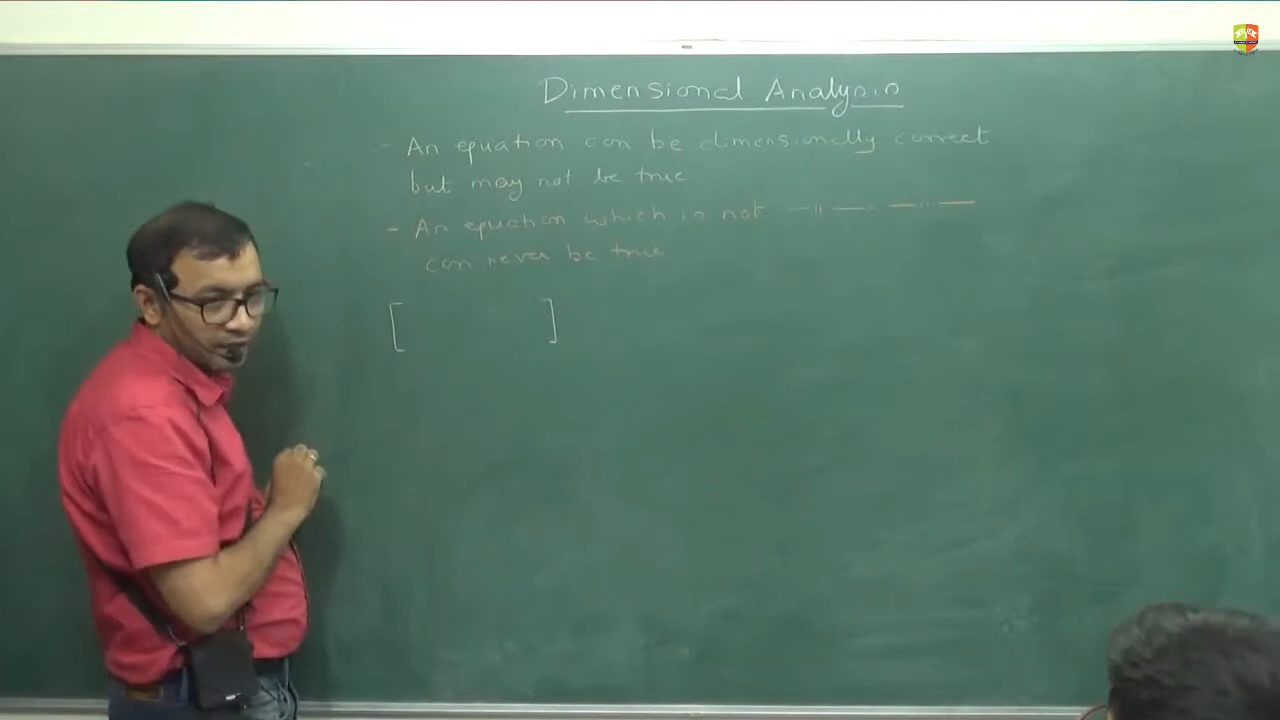 Dimensional Analysis
- An equation can be dimensionally correct
but may not be true
- An equation which is not —〃— —〃—
can never be true
[ ]